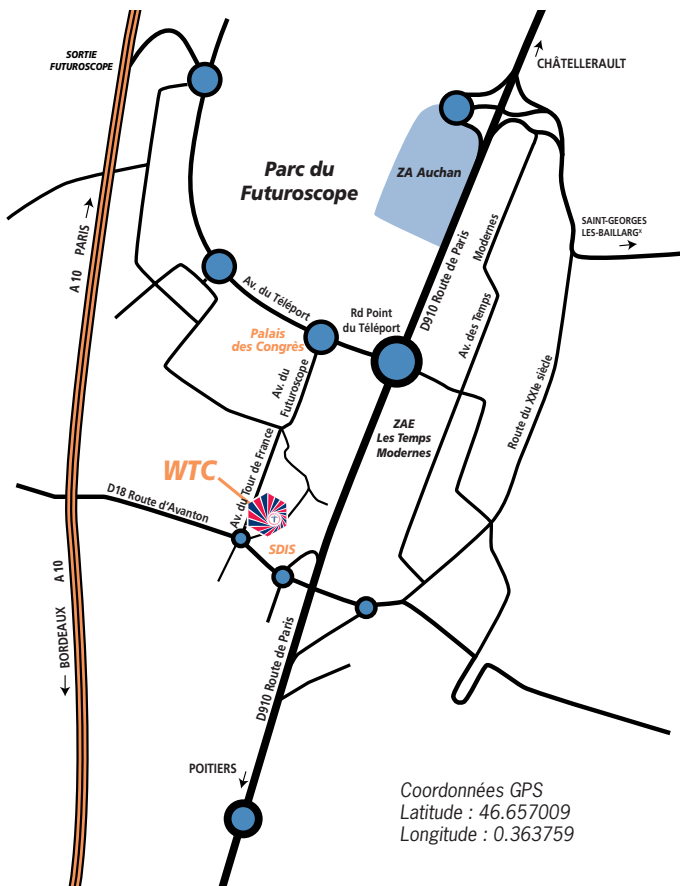 SORTIE
FUTUROSCOPE
CHÂTELLERAULT
Parc du
Futuroscope
ZA Auchan
SAINT-GEORGES
LES-BAILLARGˣ
A 10
PARIS
Av. du Téléport
Rd Point
du Téléport
D910 Route de Paris
Av. des Temps
Modernes
Route du XXIe siède
Palais
des Congrès
Av. du
Futuroscope
ZAE
Les Temps
Modernes
WTC
D18 Route d'Avanton
Av. du Tour de France
SDIS
A 10
BORDEAUX
D910 Route de Paris
POITIERS
Coordonnées GPS
Latitude : 46.657009
Longitude : 0.363759